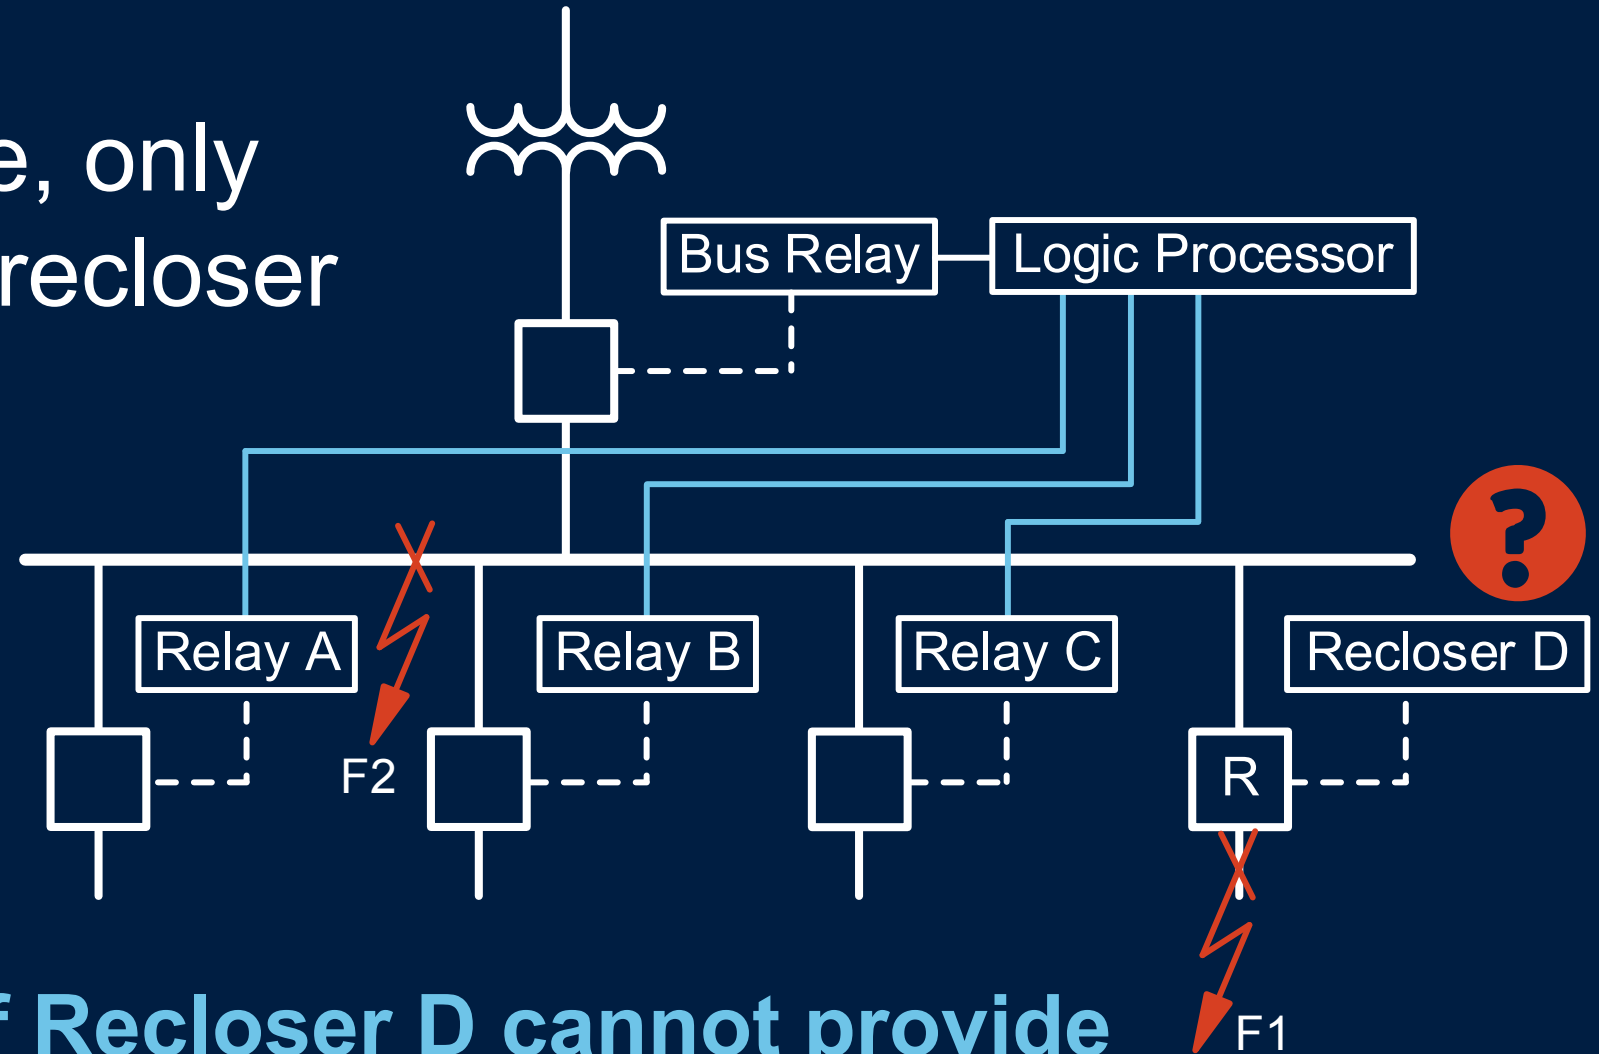 e, only
recloser
Bus Relay
Logic Processor
?
Relay A
Relay B
Relay C
Recloser D
F2
R
F1
f Recloser D cannot provide